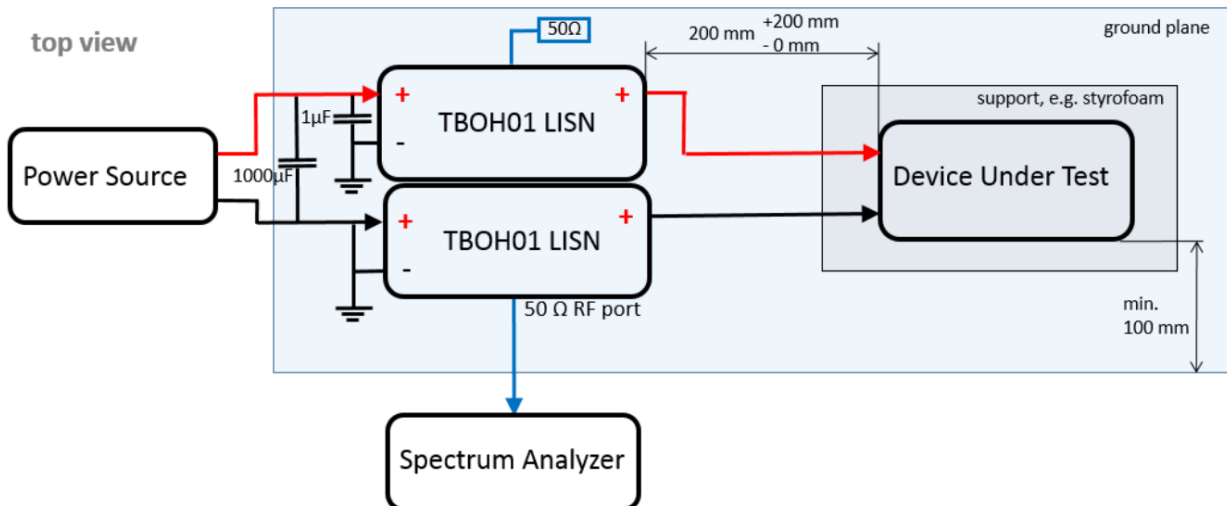 top view
50Ω
200 mm
+200 mm
- 0 mm
ground plane
+
+
1µF
TBOH01 LISN
-
support, e.g. styrofoam
Power Source
1000µF
Device Under Test
+
+
TBOH01 LISN
-
50 Ω RF port
min.
100 mm
Spectrum Analyzer